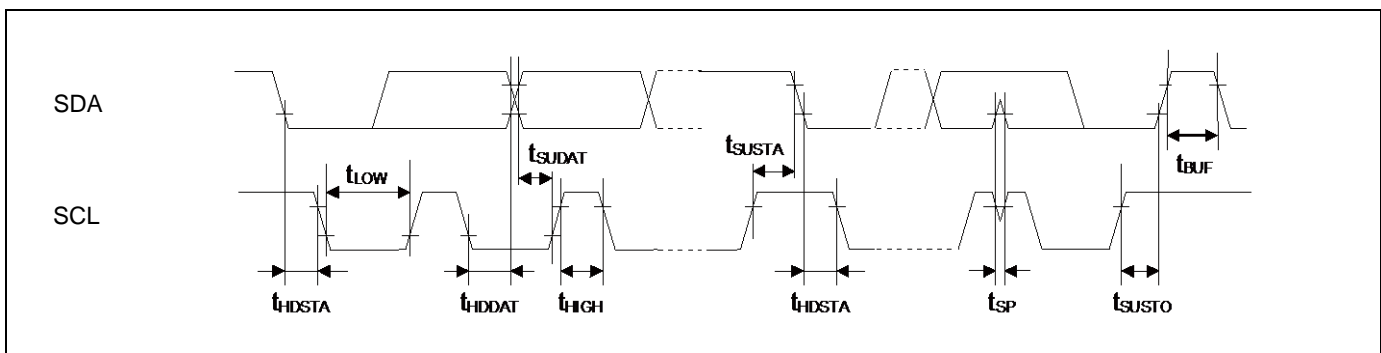 SDA
tSUDAT
tSUSTA
tBUF
tLOW
SCL
tHDSTA
tHDDAT
tHIGH
tHDSTA
tSP
tSUSTO